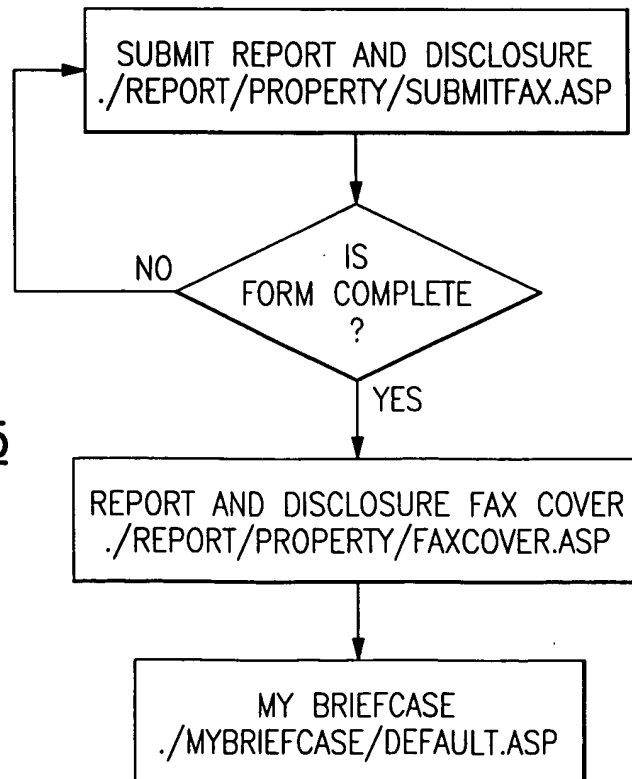 SUBMIT REPORT AND DISCLOSURE
./REPORT/PROPERTY/SUBMITFAX.ASP
IS
FORM COMPLETE
?
NO
YES
REPORT AND DISCLOSURE FAX COVER
./REPORT/PROPERTY/FAXCOVER.ASP
MY BRIEFCASE
./MYBRIEFCASE/DEFAULT.ASP